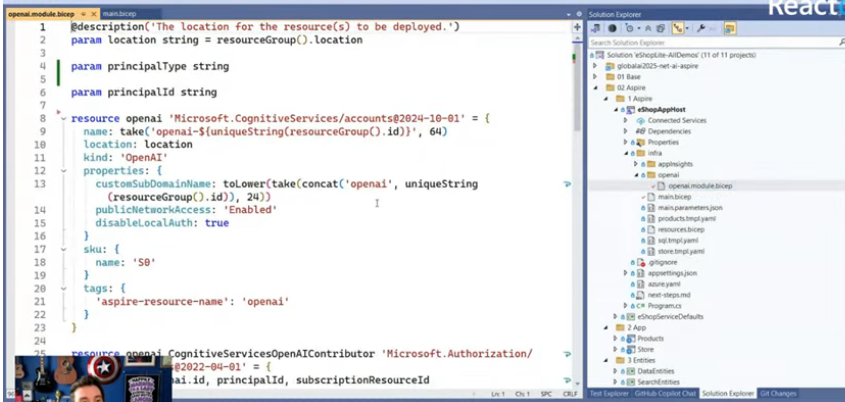 openai.module.bicep
main.bicep
1 @description('The location for the resource(s) to be deployed.')
2 param location string = resourceGroup().location
3
4 param principalType string
5
6 param principalId string
7
8 resource openai 'Microsoft.CognitiveServices/accounts@2024-10-01' = {
9 name: take('openai-${uniqueString(resourceGroup().id)}', 64)
10 location: location
11 kind: 'OpenAI'
12 properties: {
13 customSubDomainName: toLower(take(concat('openai', uniqueString
(resourceGroup().id)), 24))
14 publicNetworkAccess: 'Enabled'
15 disableLocalAuth: true
16 }
17 sku: {
18 name: 'S0'
19 }
20 tags: {
21 'aspire-resource-name': 'openai'
22 }
23 }
24
25 resource openai_CognitiveServicesOpenAIContributor 'Microsoft.Authorization/
@2022-04-01' = {
.id, principalId, subscriptionResourceId
Ln: 1 Ch: 1 SPC CRLF
React
Solution Explorer
Search Solution Explorer
Solution 'eShopLite-AllDemos' (11 of 11 projects)
globalai2025-net-ai-aspire
01 Base
02 Aspire
1 Aspire
eShopAppHost
Connected Services
Dependencies
Properties
infra
appInsights
openai
openai.module.bicep
main.bicep
main.parameters.json
products.tmpl.yaml
resources.bicep
sql.tmpl.yaml
store.tmpl.yaml
.gitignore
appsettings.json
azure.yaml
next-steps.md
C# Program.cs
eShopServiceDefaults
2 App
Products
Store
3 Entities
DataEntities
SearchEntities
Test Explorer GitHub Copilot Chat Solution Explorer Git Changes